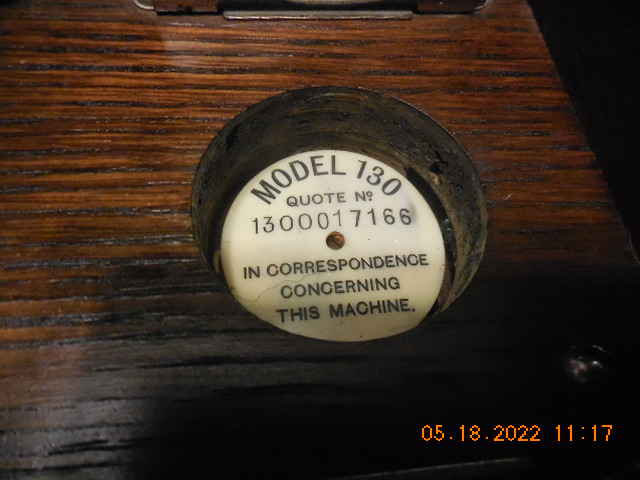 MODEL 130
QUOTE Nº
1300017166
IN CORRESPONDENCE
CONCERNING
THIS MACHINE.
05.18.2022 11:17